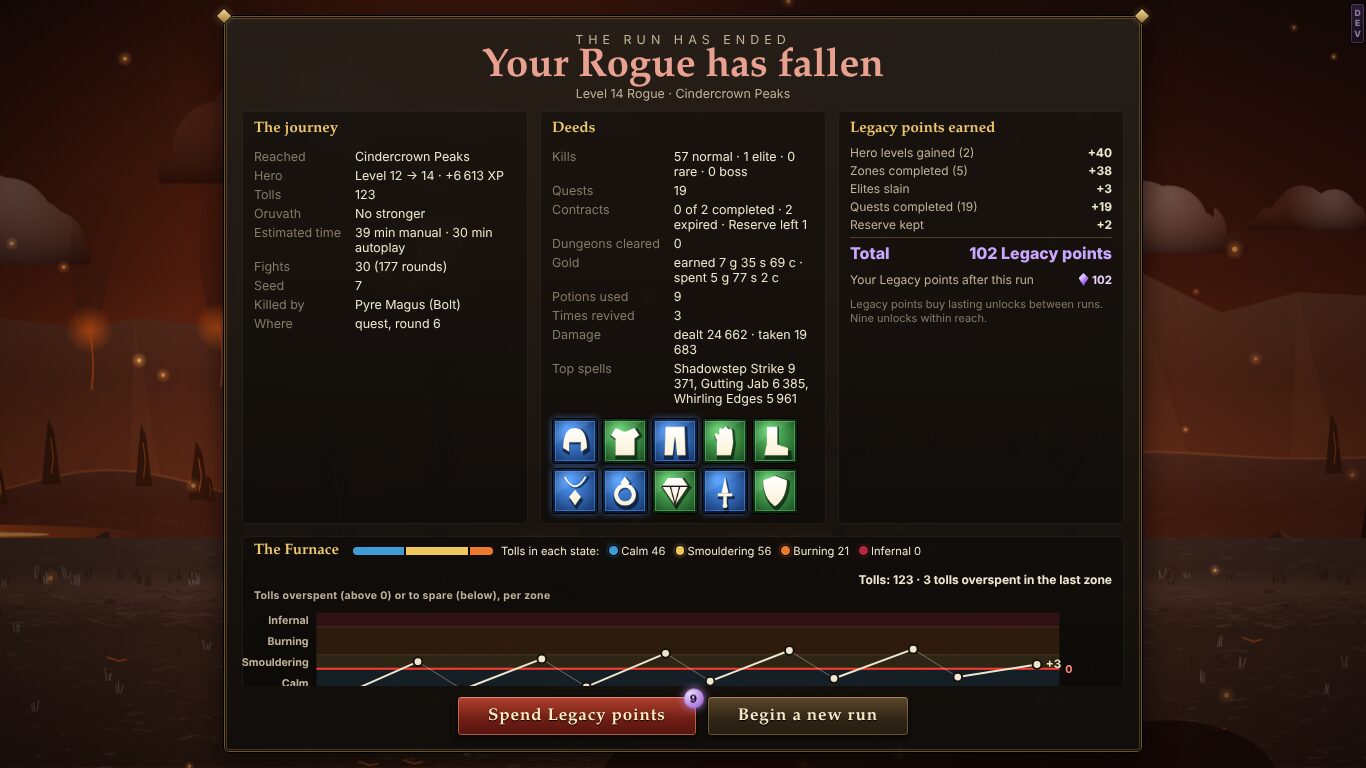 THE RUN HAS ENDED
Your Rogue has fallen
Level 14 Rogue · Cindercrown Peaks
DEV
The journey
Reached Cindercrown Peaks
Hero Level 12 → 14 · +6 613 XP
Tolls 123
Oruvath No stronger
Estimated time 39 min manual · 30 min
autoplay
Fights 30 (177 rounds)
Seed 7
Killed by Pyre Magus (Bolt)
Where quest, round 6
Deeds
Kills 57 normal · 1 elite · 0
rare · 0 boss
Quests 19
Contracts 0 of 2 completed · 2
expired · Reserve left 1
Dungeons cleared 0
Gold earned 7 g 35 s 69 c ·
spent 5 g 77 s 2 c
Potions used 9
Times revived 3
Damage dealt 24 662 · taken 19
683
Top spells Shadowstep Strike 9
371, Gutting Jab 6 385,
Whirling Edges 5 961
Legacy points earned
Hero levels gained (2) +40
Zones completed (5) +38
Elites slain +3
Quests completed (19) +19
Reserve kept +2
Total 102 Legacy points
Your Legacy points after this run 102
Legacy points buy lasting unlocks between runs.
Nine unlocks within reach.
The Furnace Tolls in each state: Calm 46 Smouldering 56 Burning 21 Infernal 0
Tolls: 123 · 3 tolls overspent in the last zone
Tolls overspent (above 0) or to spare (below), per zone
Infernal
Burning
Smouldering +3 0
Calm
Spend Legacy points 9
Begin a new run